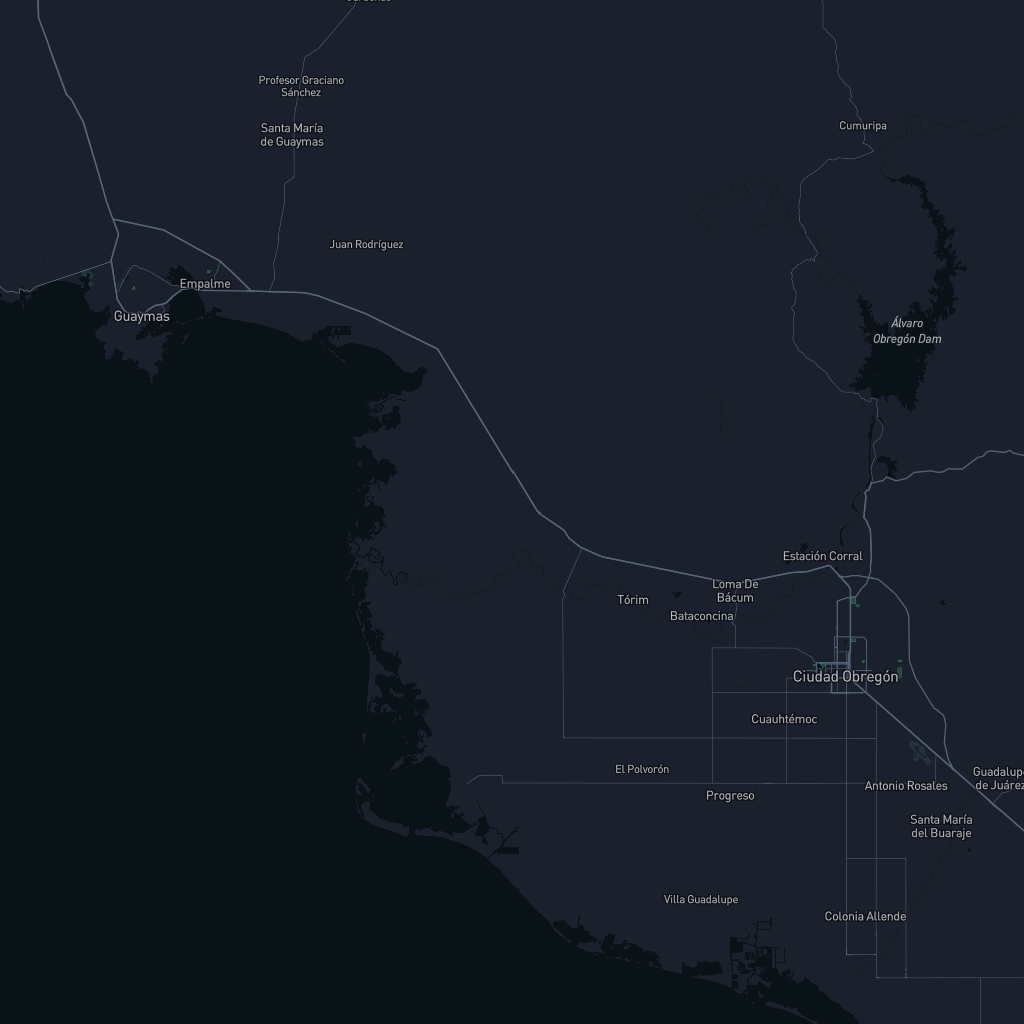 Profesor Graciano
Sánchez
Santa María
de Guaymas
Cumuripa
Juan Rodríguez
Empalme
Guaymas
Álvaro
Obregón Dam
Estación Corral
Loma De
Bácum
Tórim
Bataconcina
Ciudad Obregón
Cuauhtémoc
El Polvorón
Guadalupe
de Juárez
Antonio Rosales
Progreso
Santa María
del Buaraje
Villa Guadalupe
Colonia Allende